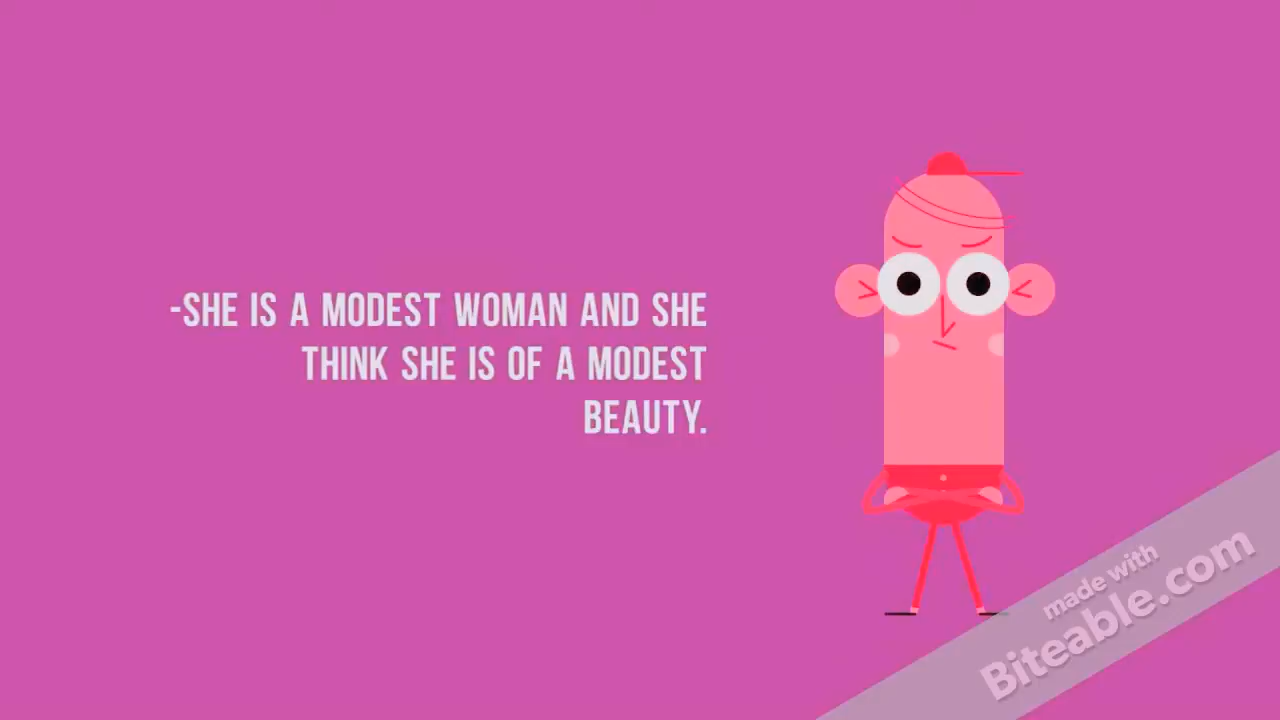 -SHE IS A MODEST WOMAN AND SHE
THINK SHE IS OF A MODEST
BEAUTY.
made with
Biteable.com